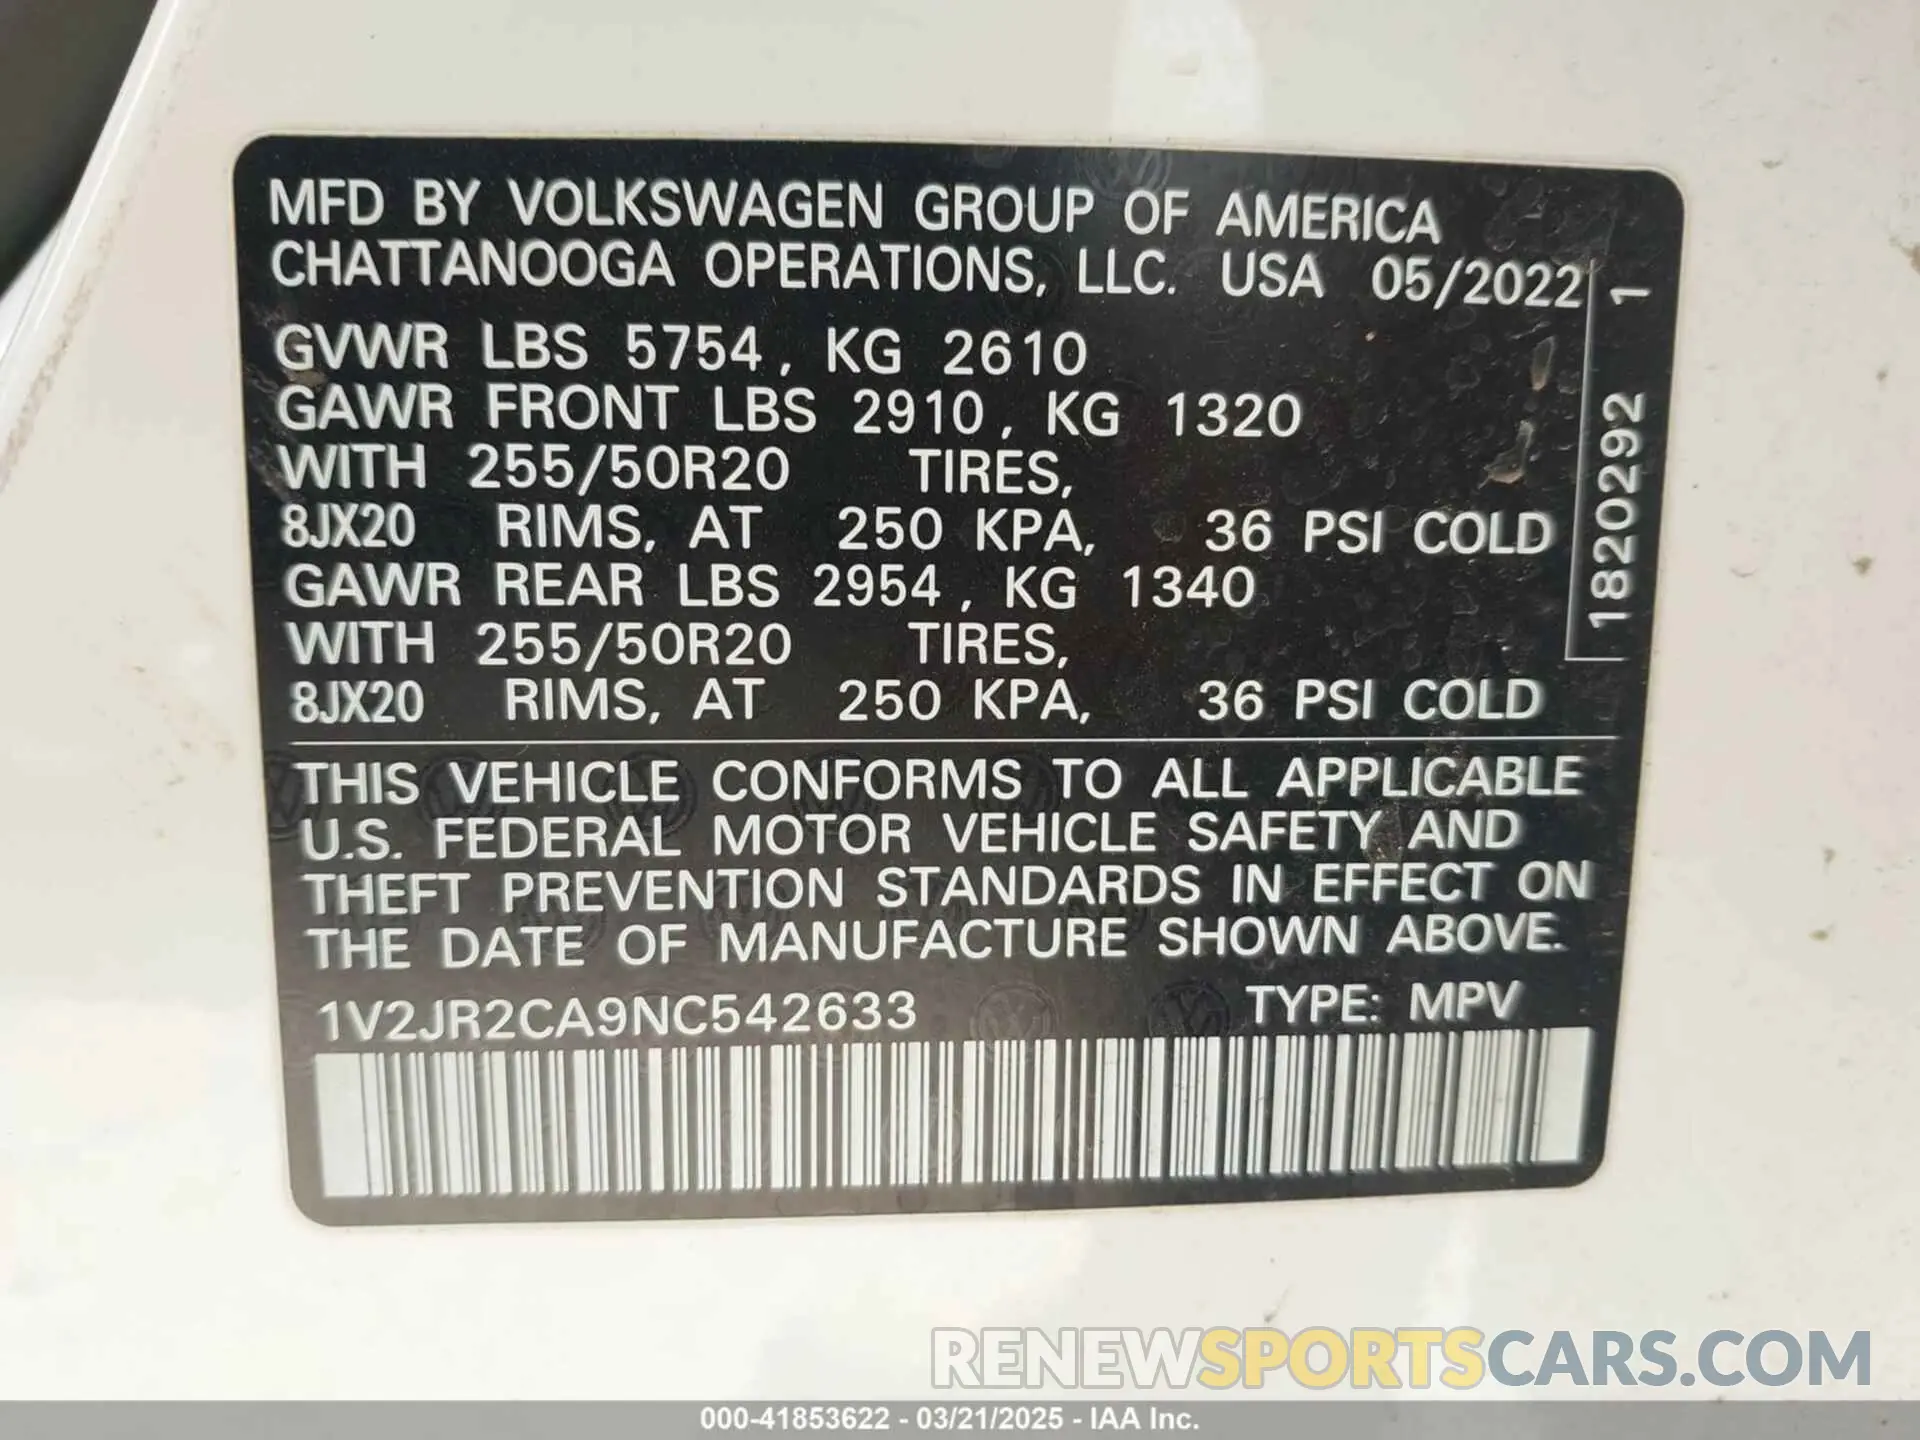 MFD BY VOLKSWAGEN GROUP OF AMERICA
CHATTANOOGA OPERATIONS, LLC. USA 05/2022
GVWR LBS 5754, KG 2610
GAWR FRONT LBS 2910, KG 1320
WITH 255/50R20 TIRES,
8JX20 RIMS, AT 250 KPA, 36 PSI COLD
GAWR REAR LBS 2954, KG 1340
WITH 255/50R20 TIRES,
8JX20 RIMS, AT 250 KPA, 36 PSI COLD
1820292 1
THIS VEHICLE CONFORMS TO ALL APPLICABLE
U.S. FEDERAL MOTOR VEHICLE SAFETY AND
THEFT PREVENTION STANDARDS IN EFFECT ON
THE DATE OF MANUFACTURE SHOWN ABOVE.
1V2JR2CA9NC542633 TYPE: MPV
RENEWSPORTSCARS.COM
000-41853622 - 03/21/2025 - IAA Inc.